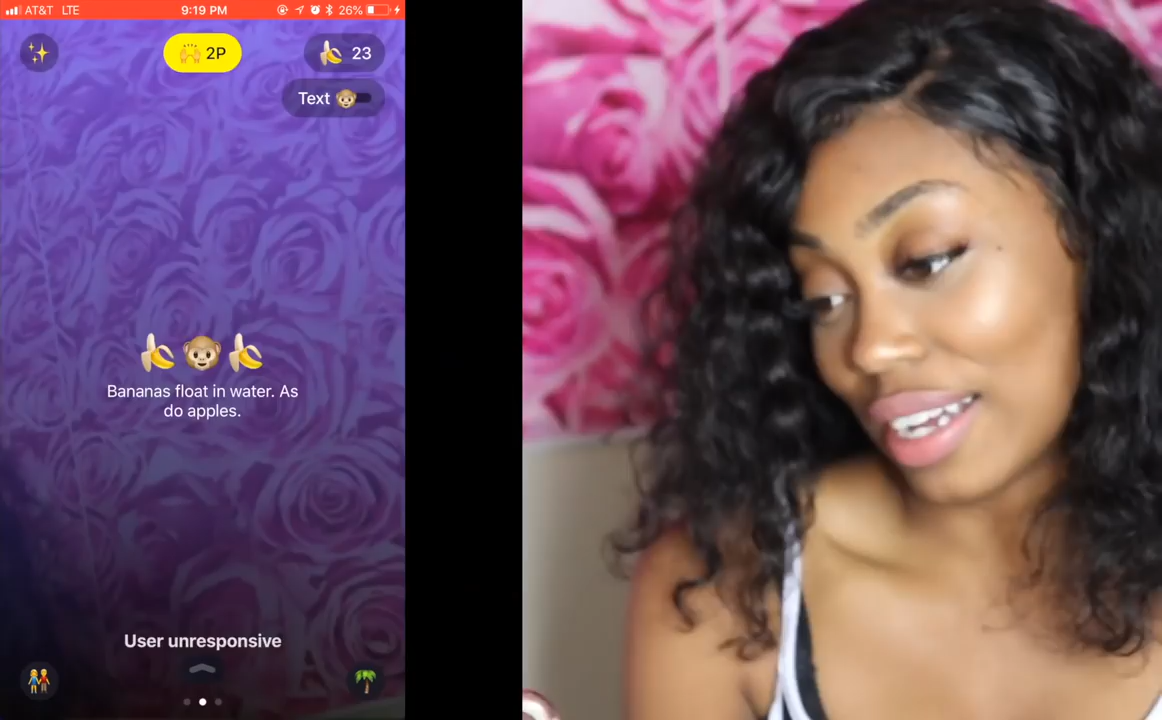 AT&T LTE 9:19 PM 26%
2P
23
Text
Bananas float in water. As
do apples.
User unresponsive